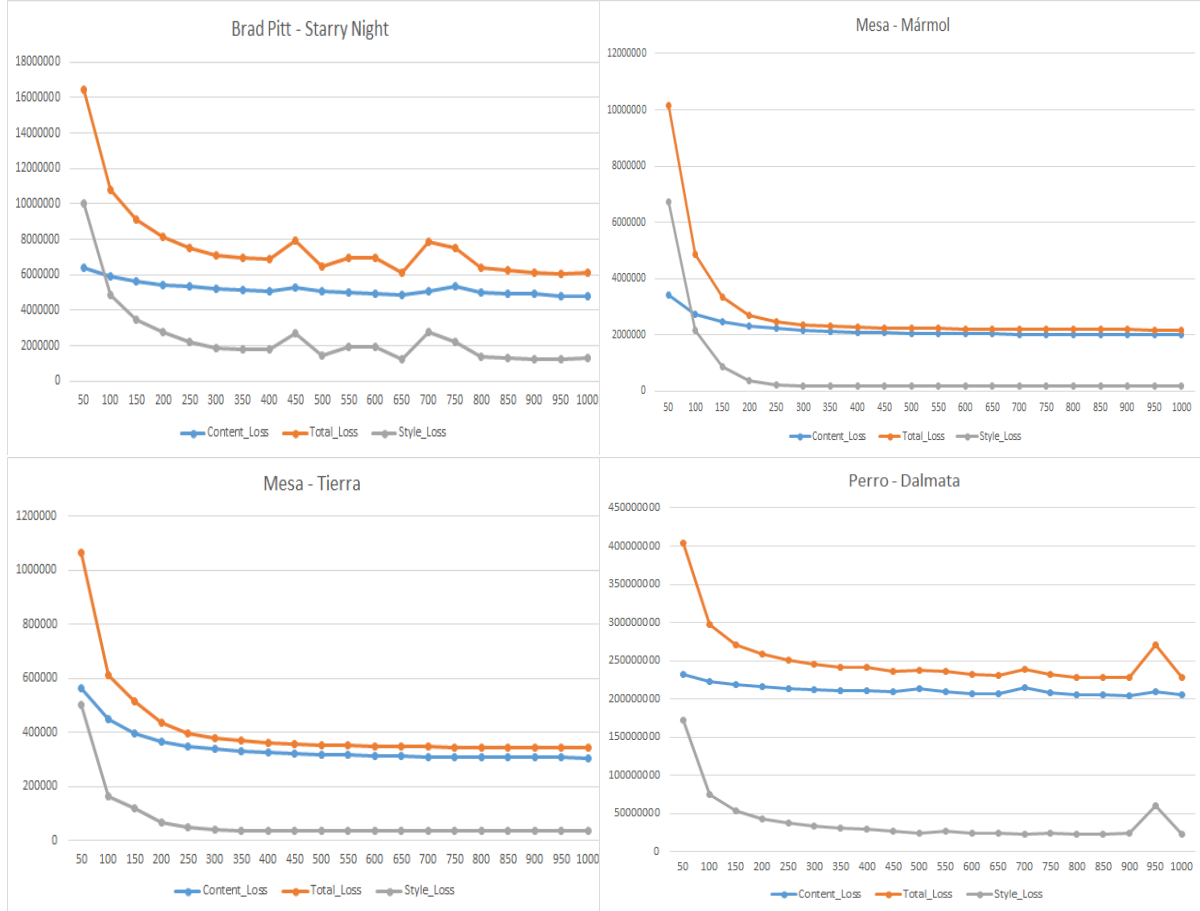 Brad Pitt - Starry Night
18000000
16000000
14000000
12000000
10000000
8000000
6000000
4000000
2000000
0
50 100 150 200 250 300 350 400 450 500 550 600 650 700 750 800 850 900 950 1000
Content_Loss Total_Loss Style_Loss
Mesa - Mármol
12000000
10000000
8000000
6000000
4000000
2000000
0
50 100 150 200 250 300 350 400 450 500 550 600 650 700 750 800 850 900 950 1000
Content_Loss Total_Loss Style_Loss
Mesa - Tierra
1200000
1000000
800000
600000
400000
200000
0
50 100 150 200 250 300 350 400 450 500 550 600 650 700 750 800 850 900 950 1000
Content_Loss Total_Loss Style_Loss
Perro - Dalmata
450000000
400000000
350000000
300000000
250000000
200000000
150000000
100000000
50000000
0
50 100 150 200 250 300 350 400 450 500 550 600 650 700 750 800 850 900 950 1000
Content_Loss Total_Loss Style_Loss